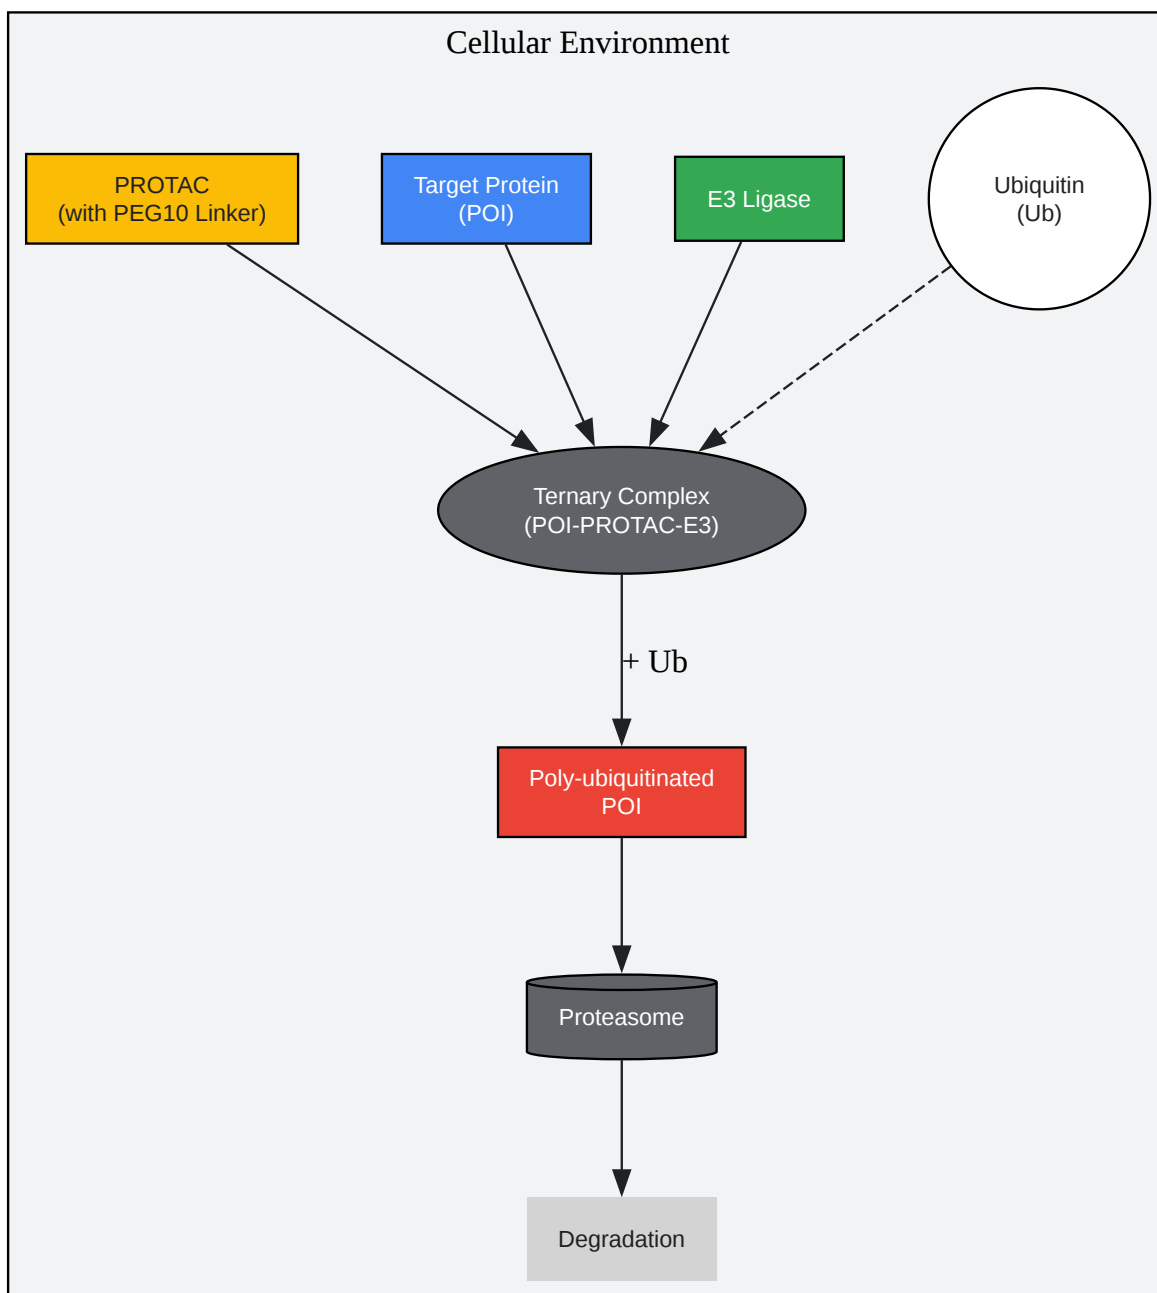 Cellular Environment
PROTAC
(with PEG10 Linker)
Target Protein
(POI)
E3 Ligase
Ubiquitin
(Ub)
Ternary Complex
(POI-PROTAC-E3)
+ Ub
Poly-ubiquitinated
POI
Proteasome
Degradation